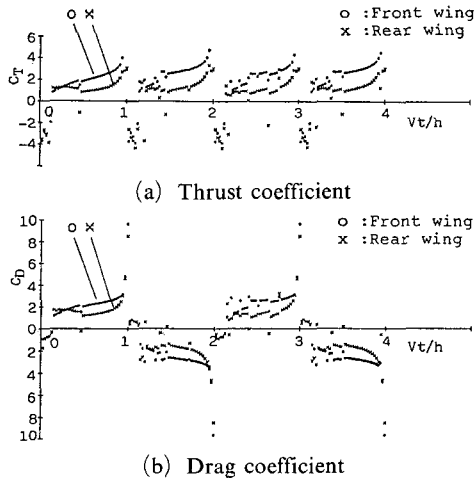 O X
O :Front wing
x :Rear wing
C_T
6
4
2
0
-2
-4
0 1 2 3 4
Vt/h
(a) Thrust coefficient
O X
O :Front wing
x :Rear wing
C_D
10
8
6
4
2
0
2
4
6
8
10
0 1 2 3 4
Vt/h
(b) Drag coefficient